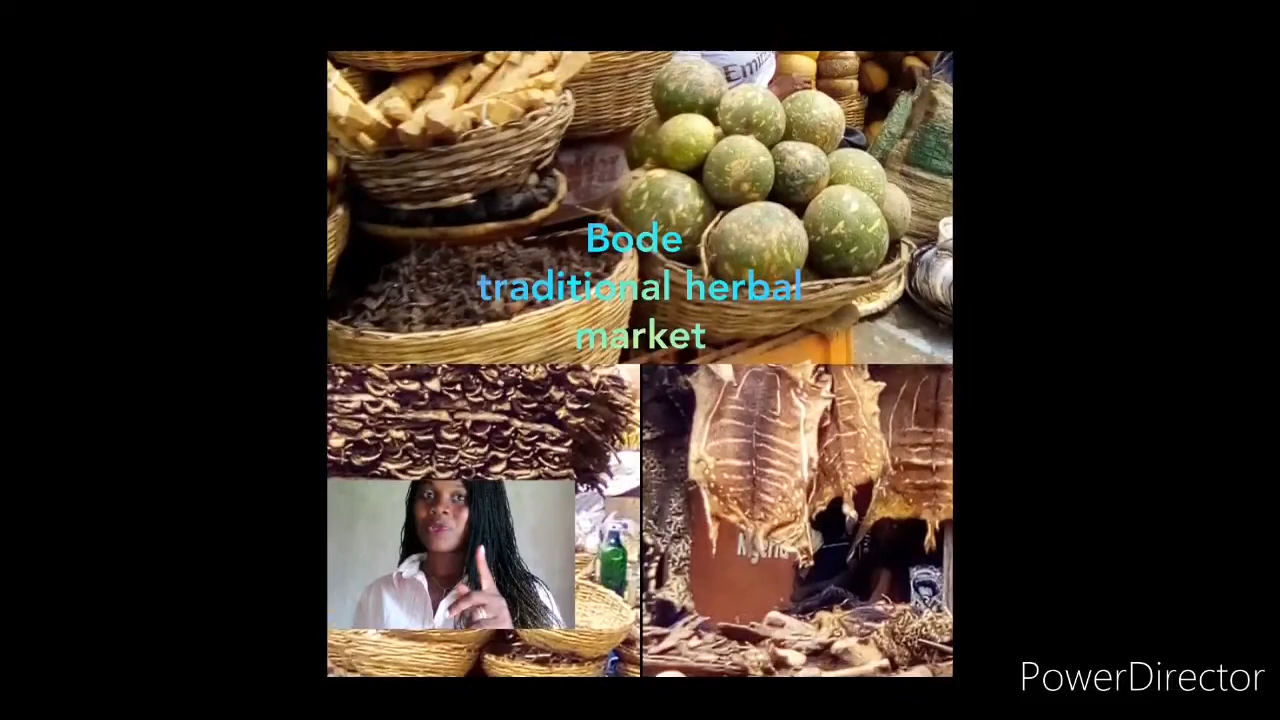 Bode
traditional herbal
market
PowerDirector